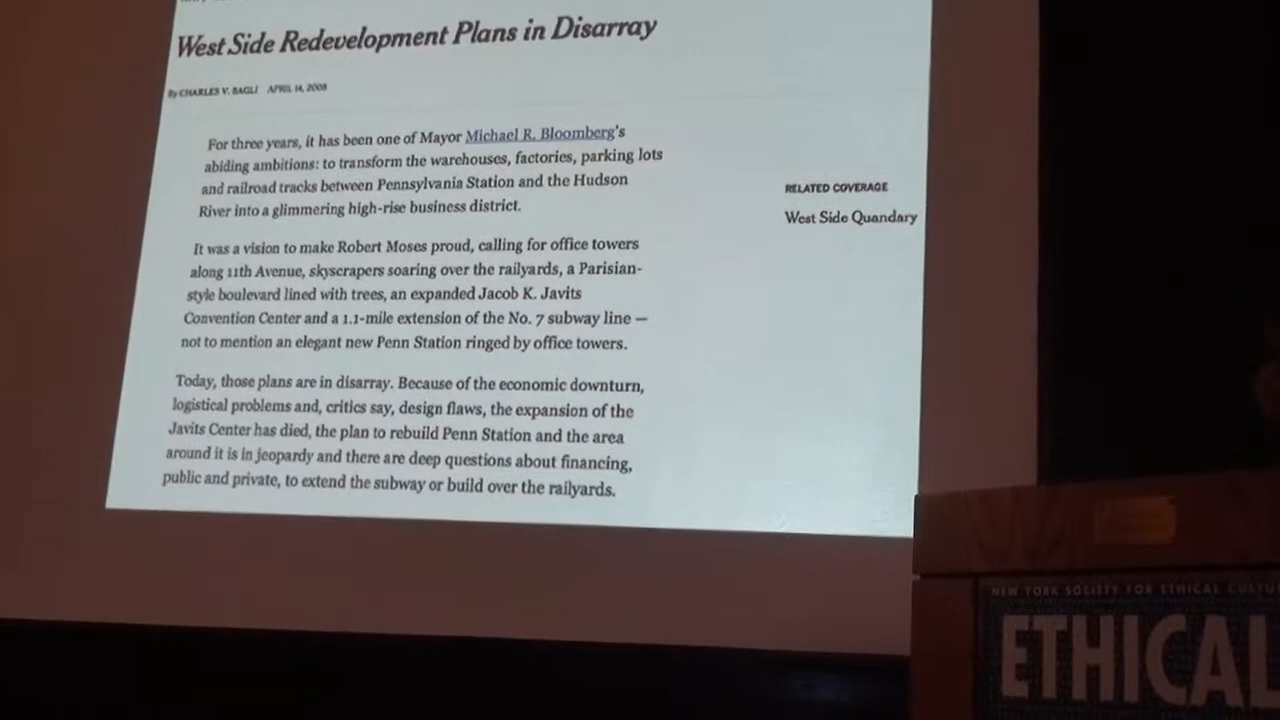 West Side Redevelopment Plans in Disarray
By CHARLES V. BAGLI APRIL 14, 2008
For three years, it has been one of Mayor Michael R. Bloomberg's
abiding ambitions: to transform the warehouses, factories, parking lots
and railroad tracks between Pennsylvania Station and the Hudson
River into a glimmering high-rise business district.
RELATED COVERAGE
West Side Quandary
It was a vision to make Robert Moses proud, calling for office towers
along 11th Avenue, skyscrapers soaring over the railyards, a Parisian-
style boulevard lined with trees, an expanded Jacob K. Javits
Convention Center and a 1.1-mile extension of the No. 7 subway line —
not to mention an elegant new Penn Station ringed by office towers.
Today, those plans are in disarray. Because of the economic downturn,
logistical problems and, critics say, design flaws, the expansion of the
Javits Center has died, the plan to rebuild Penn Station and the area
around it is in jeopardy and there are deep questions about financing,
public and private, to extend the subway or build over the railyards.
NEW YORK SOCIETY FOR ETHICAL CULTU
ETHICAL